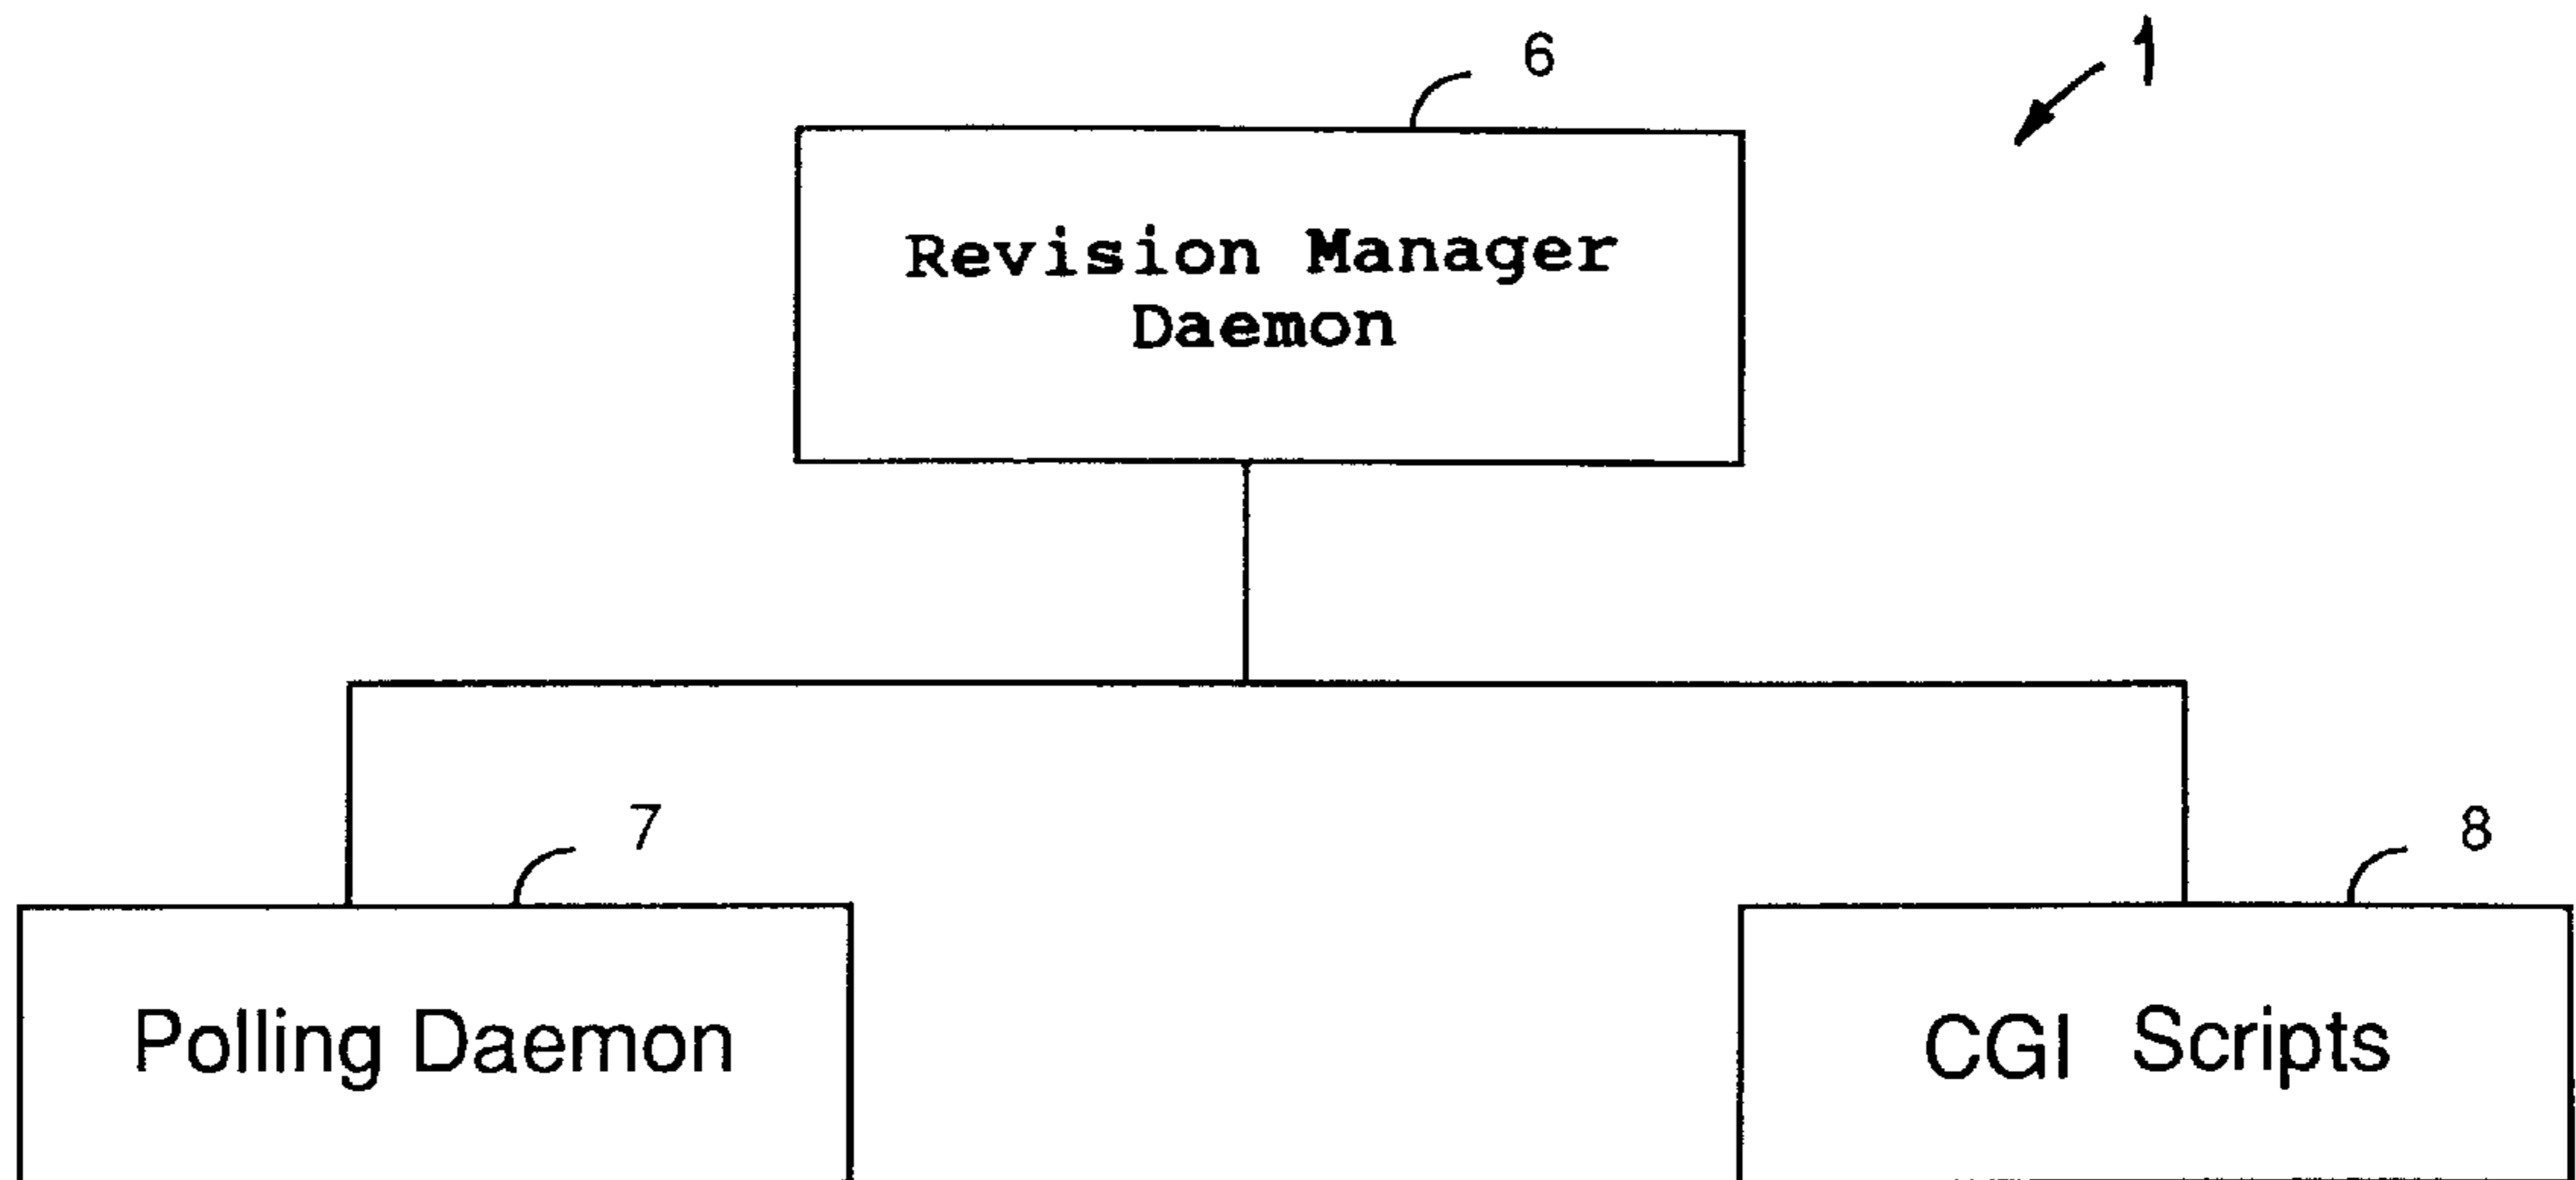 6
1
Revision Manager
Daemon
7
8
Polling Daemon
CGI Scripts